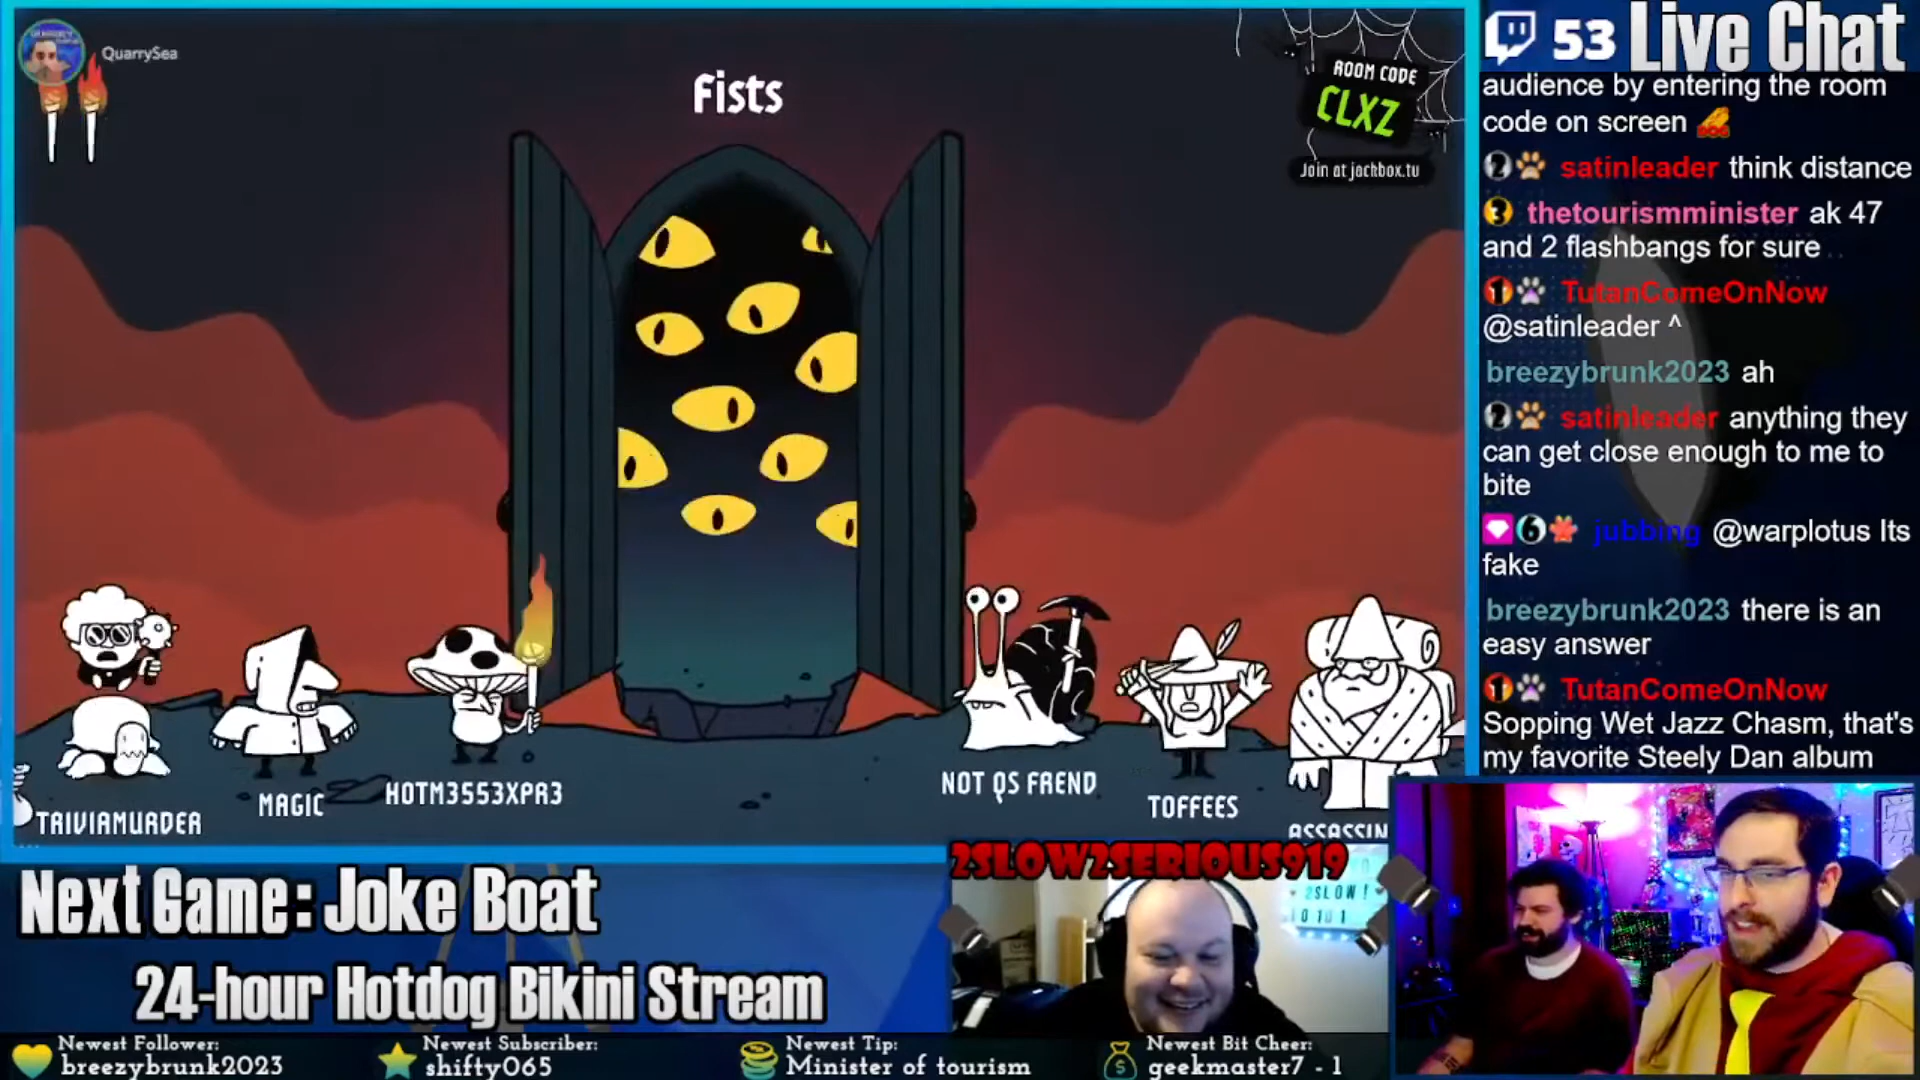 QuarrySea
Fists
ROOM CODE
CLXZ
Join at jackbox.tv
TRIVIAMURDER
MAGIC
HOTM3553XPR3
NOT QS FREND
TOFFEES
ASSASSIN
53 Live Chat
audience by entering the room
code on screen
satinleader think distance
thetourismminister ak 47
and 2 flashbangs for sure
TutanComeOnNow
@satinleader ^
breezybrunk2023 ah
satinleader anything they
can get close enough to me to
bite
jubbing @warplotus Its
fake
breezybrunk2023 there is an
easy answer
TutanComeOnNow
Sopping Wet Jazz Chasm, that's
my favorite Steely Dan album
Next Game: Joke Boat
24-hour Hotdog Bikini Stream
2SLOW2SERIOUS919
2SLOW!
Newest Follower:
breezybrunk2023
Newest Subscriber:
shifty065
Newest Tip:
Minister of tourism
Newest Bit Cheer:
geekmaster7 - 1